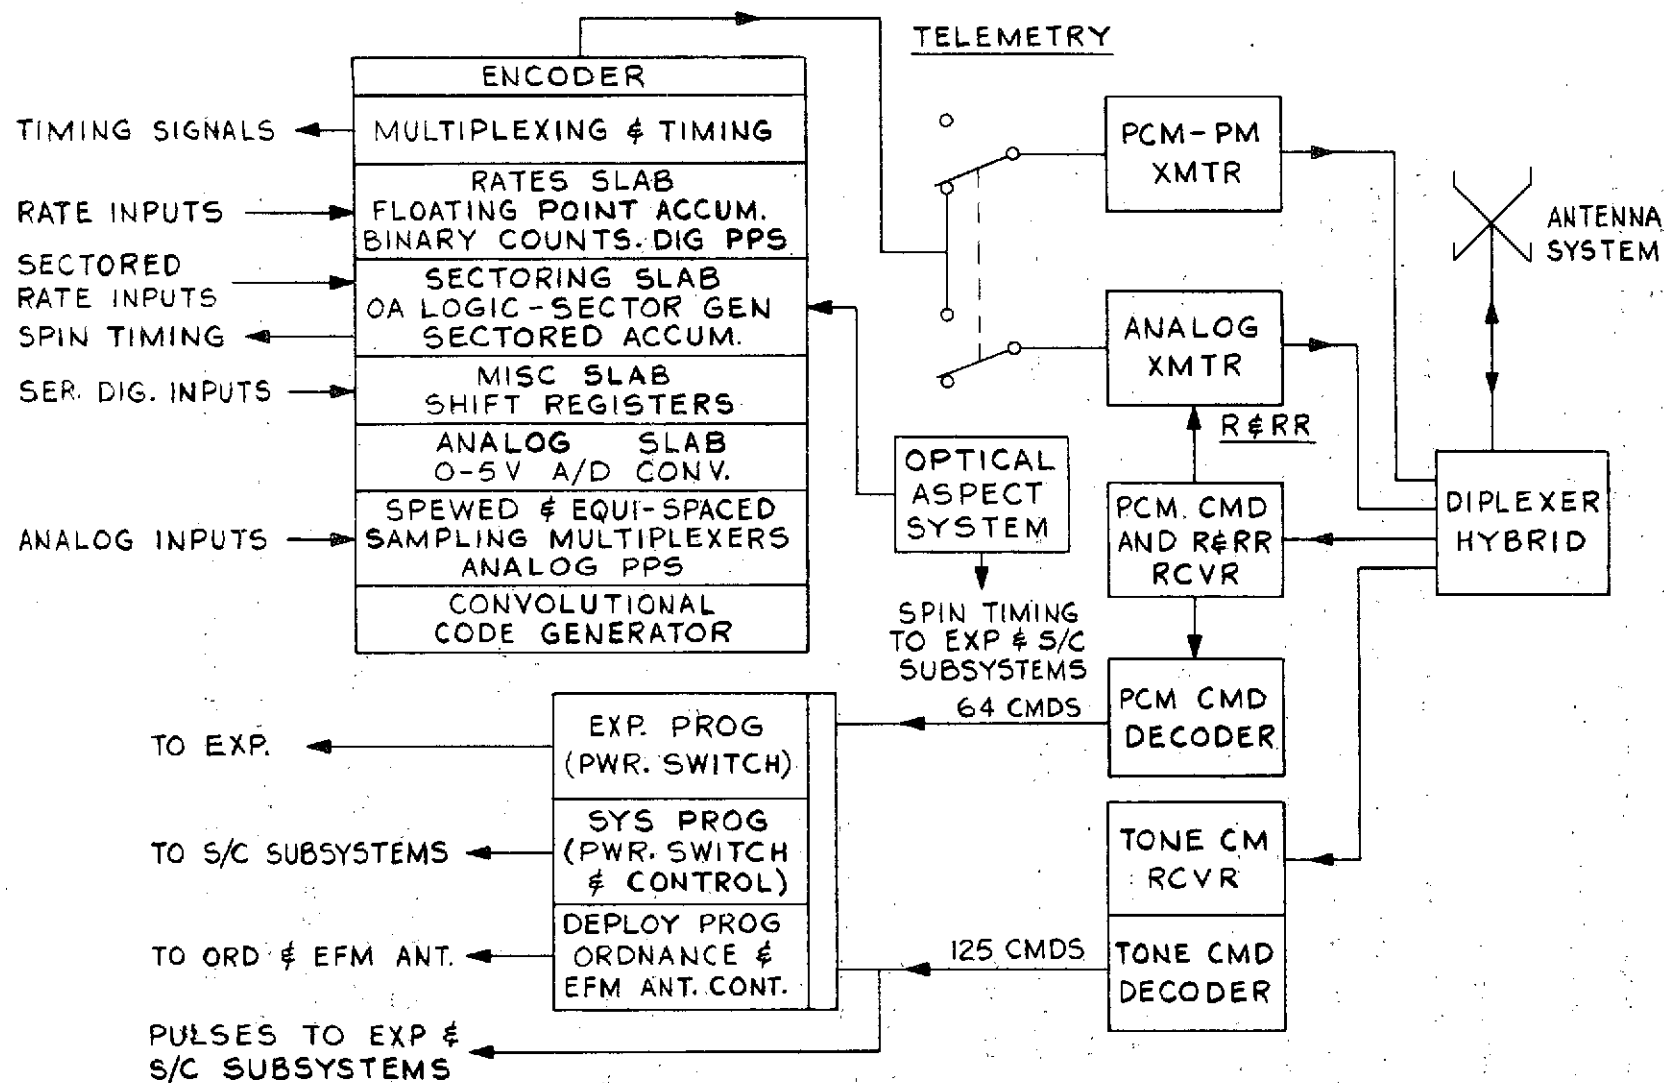 TELEMETRY
ENCODER
MULTIPLEXING & TIMING
RATES SLAB
FLOATING POINT ACCUM.
BINARY COUNTS. DIG PPS
SECTORING SLAB
OA LOGIC-SECTOR GEN
SECTORED ACCUM.
MISC SLAB
SHIFT REGISTERS
ANALOG SLAB
0-5V A/D CONV.
SPEWED & EQUI-SPACED
SAMPLING MULTIPLEXERS
ANALOG PPS
CONVOLUTIONAL
CODE GENERATOR
TIMING SIGNALS
RATE INPUTS
SECTORED
RATE INPUTS
SPIN TIMING
SER. DIG. INPUTS
ANALOG INPUTS
PCM-PM
XMTR
ANALOG
XMTR
R&RR
ANTENNA
SYSTEM
OPTICAL
ASPECT
SYSTEM
PCM. CMD
AND R&RR
RCVR
DIPLEXER
HYBRID
SPIN TIMING
TO EXP & S/C
SUBSYSTEMS
64 CMDS
PCM CMD
DECODER
EXP. PROG
(PWR. SWITCH)
SYS PROG
(PWR. SWITCH
& CONTROL)
DEPLOY PROG
ORDNANCE &
EFM ANT. CONT.
TO EXP.
TO S/C SUBSYSTEMS
TO ORD & EFM ANT.
PULSES TO EXP &
S/C SUBSYSTEMS
TONE CM
RCVR
125 CMDS
TONE CMD
DECODER